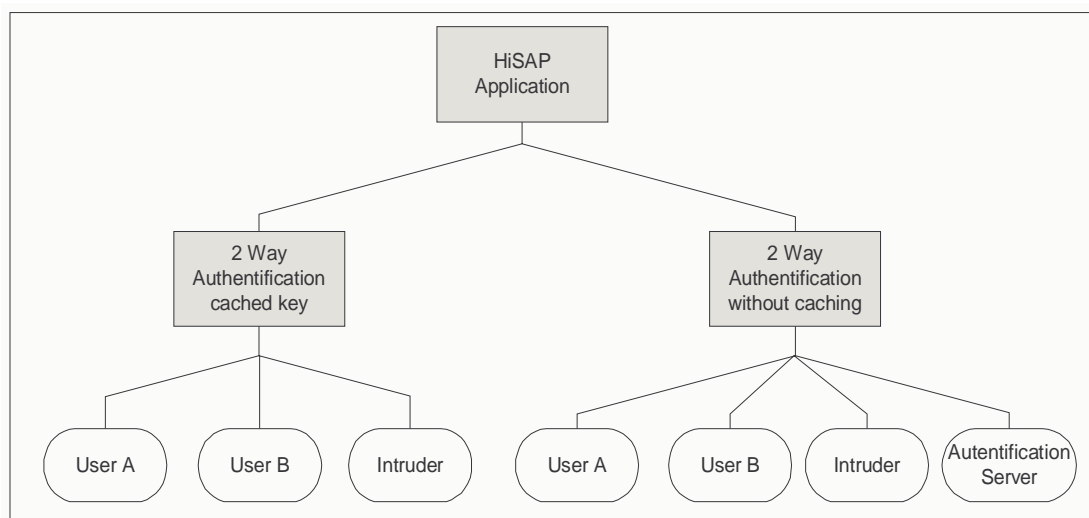 HiSAP
Application
2 Way
Authentification
cached key
2 Way
Authentification
without caching
User A
User B
Intruder
User A
User B
Intruder
Autentification
Server